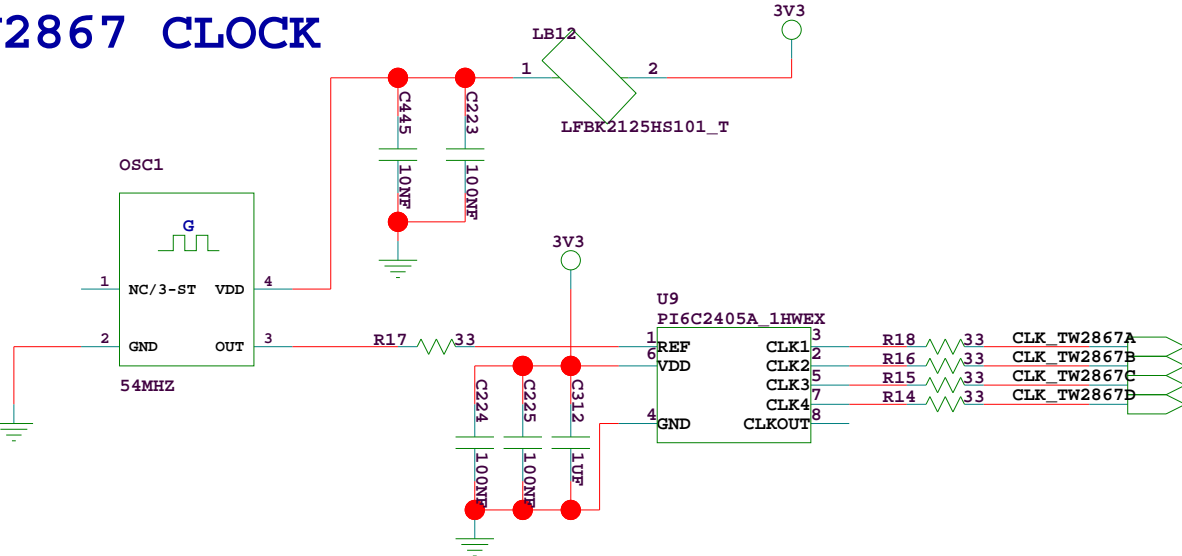 2867 CLOCK
3V3
LB12
1
2
LFBK2125HS101_T
C445
C223
10NF
100NF
OSC1
G
1
NC/3-ST
VDD
4
2
GND
OUT
3
54MHZ
3V3
U9
PI6C2405A_1HWEX
R17
33
1
REF
6
VDD
4
GND
CLK1
3
CLK2
2
CLK3
5
CLK4
7
CLKOUT
8
R18
33
CLK_TW2867A
R16
33
CLK_TW2867B
R15
33
CLK_TW2867C
R14
33
CLK_TW2867D
C224
C225
C312
100NF
100NF
1UF